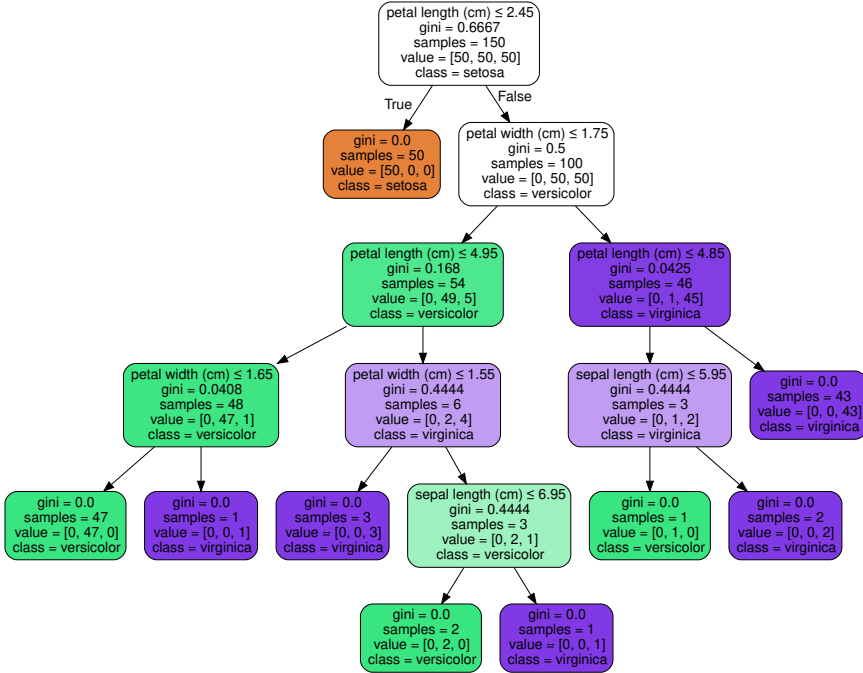 petal length (cm) ≤ 2.45
gini = 0.6667
samples = 150
value = [50, 50, 50]
class = setosa
True
False
gini = 0.0
samples = 50
value = [50, 0, 0]
class = setosa
petal width (cm) ≤ 1.75
gini = 0.5
samples = 100
value = [0, 50, 50]
class = versicolor
petal length (cm) ≤ 4.95
gini = 0.168
samples = 54
value = [0, 49, 5]
class = versicolor
petal length (cm) ≤ 4.85
gini = 0.0425
samples = 46
value = [0, 1, 45]
class = virginica
petal width (cm) ≤ 1.65
gini = 0.0408
samples = 48
value = [0, 47, 1]
class = versicolor
petal width (cm) ≤ 1.55
gini = 0.4444
samples = 6
value = [0, 2, 4]
class = virginica
sepal length (cm) ≤ 5.95
gini = 0.4444
samples = 3
value = [0, 1, 2]
class = virginica
gini = 0.0
samples = 43
value = [0, 0, 43]
class = virginica
gini = 0.0
samples = 47
value = [0, 47, 0]
class = versicolor
gini = 0.0
samples = 1
value = [0, 0, 1]
class = virginica
gini = 0.0
samples = 3
value = [0, 0, 3]
class = virginica
sepal length (cm) ≤ 6.95
gini = 0.4444
samples = 3
value = [0, 2, 1]
class = versicolor
gini = 0.0
samples = 1
value = [0, 1, 0]
class = versicolor
gini = 0.0
samples = 2
value = [0, 0, 2]
class = virginica
gini = 0.0
samples = 2
value = [0, 2, 0]
class = versicolor
gini = 0.0
samples = 1
value = [0, 0, 1]
class = virginica